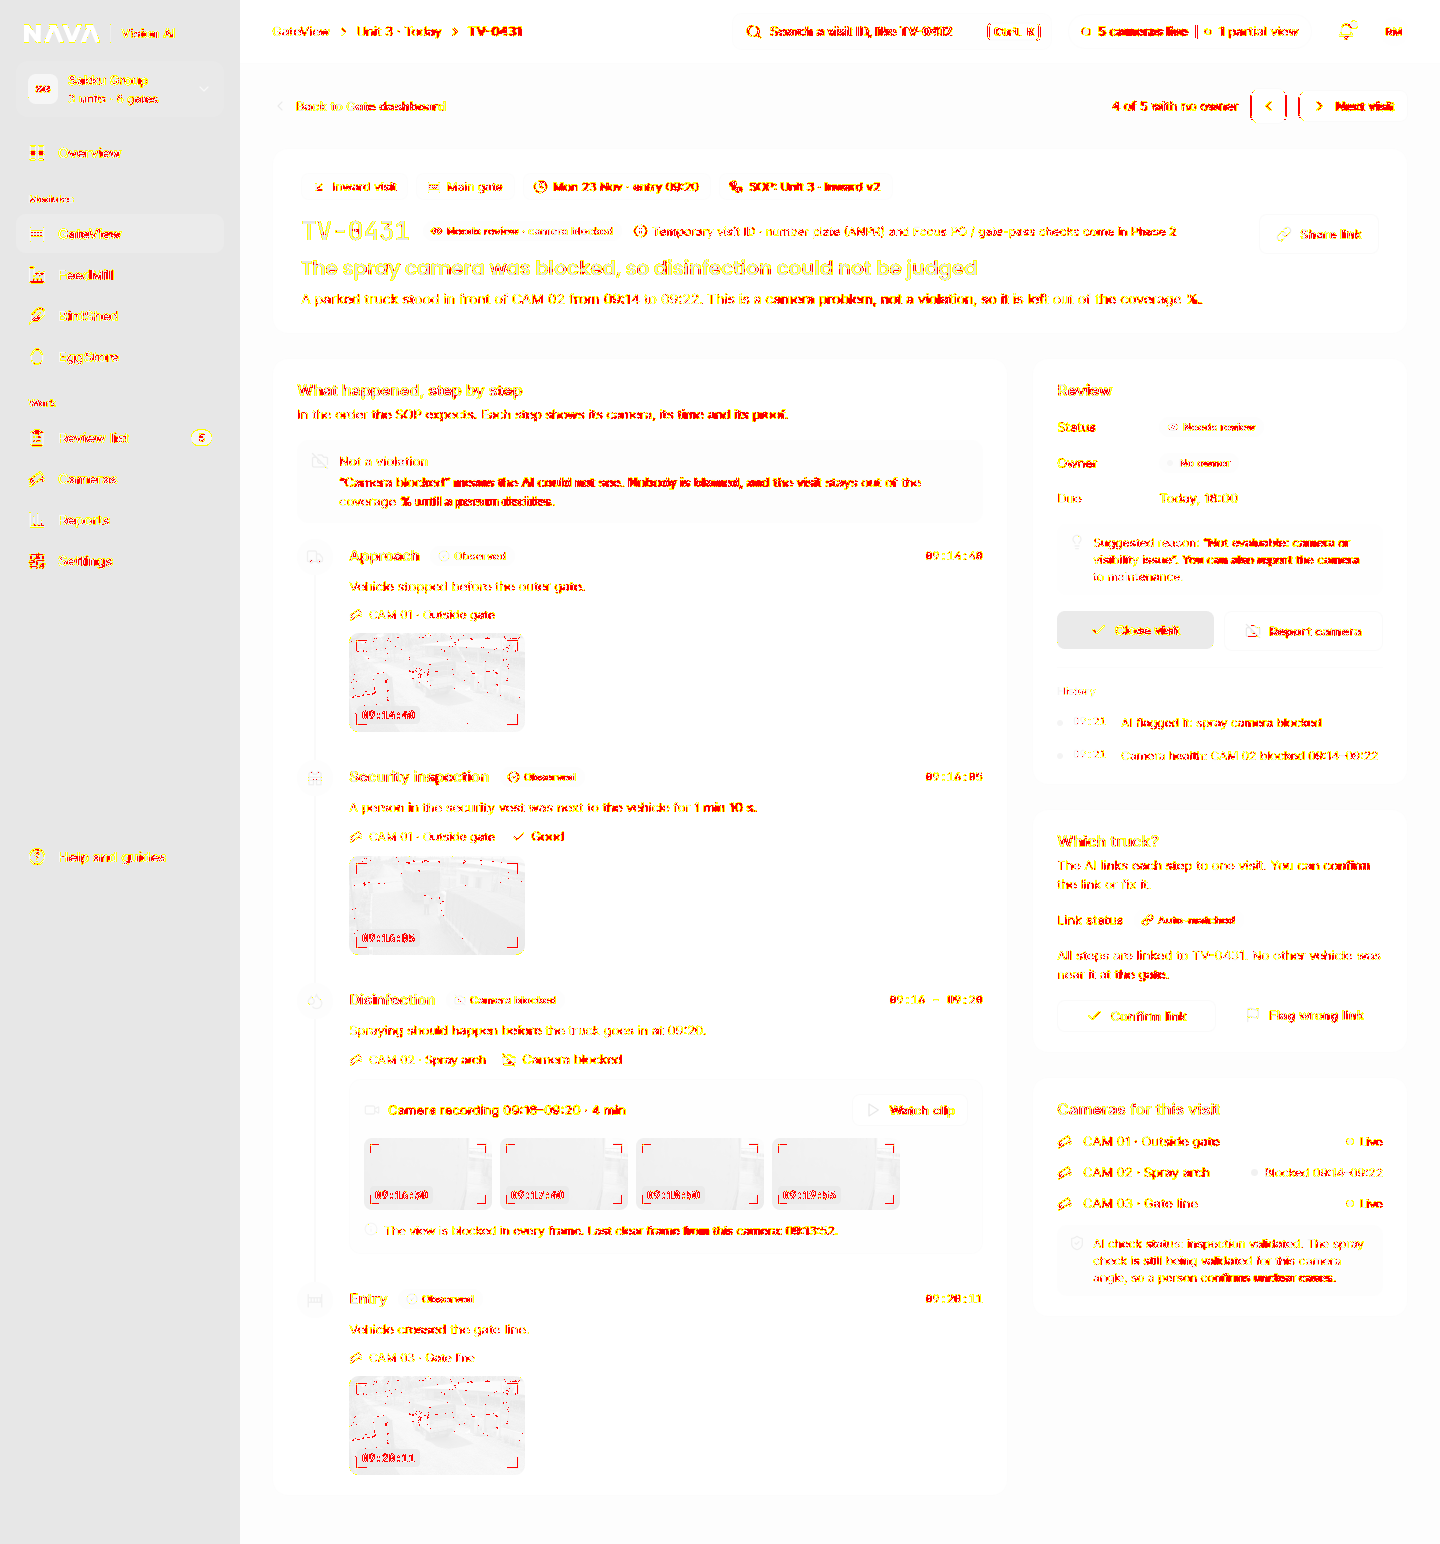 NAVA Vision AI
2 units · 6 gates
Overview
GateView
Feed Mill
Egg Store
Work
Review list 5
Cameras
Reports
Settings
Help and guides
GateView > Unit 3 · Today > TV-0431
Search a visit ID, like TV-0412
Ctrl K
5 cameras live
1 partial view
RM
Back to Gate dashboard
4 of 5 with no owner
Next visit
Inward visit
Main gate
Mon 23 Nov · entry 09:20
SOP: Unit 3 · Inward v2
TV-0431
Needs review · camera blocked
Temporary visit ID · number plate (ANPR) and Focus PO / gate-pass checks come in Phase 2
Share link
The spray camera was blocked, so disinfection could not be judged
A parked truck stood in front of CAM 02 from 09:14 to 09:22. This is a camera problem, not a violation, so it is left out of the coverage %.
What happened, step by step
In the order the SOP expects. Each step shows its camera, its time and its proof.
Not a violation
“Camera blocked” means the AI could not see. Nobody is blamed, and the visit stays out of the
coverage % until a person decides.
Approach
Observed
09:14:40
Vehicle stopped before the outer gate.
CAM 01 · Outside gate
09:14:40
Security inspection
Observed
09:16:05
A person in the security vest was next to the vehicle for 1 min 10 s.
CAM 01 · Outside gate
Good
09:16:05
Disinfection
Camera blocked
09:16 – 09:20
Spraying should happen before the truck goes in at 09:20.
CAM 02 · Spray arch
Camera blocked
Camera recording 09:16–09:20 · 4 min
Watch clip
09:16:30
09:17:40
09:18:50
09:19:55
The view is blocked in every frame. Last clear frame from this camera: 09:13:52.
Entry
Observed
09:20:11
Vehicle crossed the gate line.
CAM 03 · Gate line
09:20:11
Review
Status
Needs review
Owner
No owner
Due
Today, 18:00
Suggested reason: “Not evaluable: camera or
visibility issue”. You can also report the camera
to maintenance.
Close visit
Report camera
History
AI flagged it: spray camera blocked
Camera health: CAM 02 blocked 09:14–09:22
Which truck?
The AI links each step to one visit. You can confirm
the link or fix it.
Link status
Auto-matched
All steps are linked to TV-0431. No other vehicle was
near it at the gate.
Confirm link
Flag wrong link
Cameras for this visit
CAM 01 · Outside gate
Live
CAM 02 · Spray arch
Blocked 09:14–09:22
CAM 03 · Gate line
Live
AI check status: inspection validated. The spray
check is still being validated for this camera
angle, so a person confirms unclear cases.